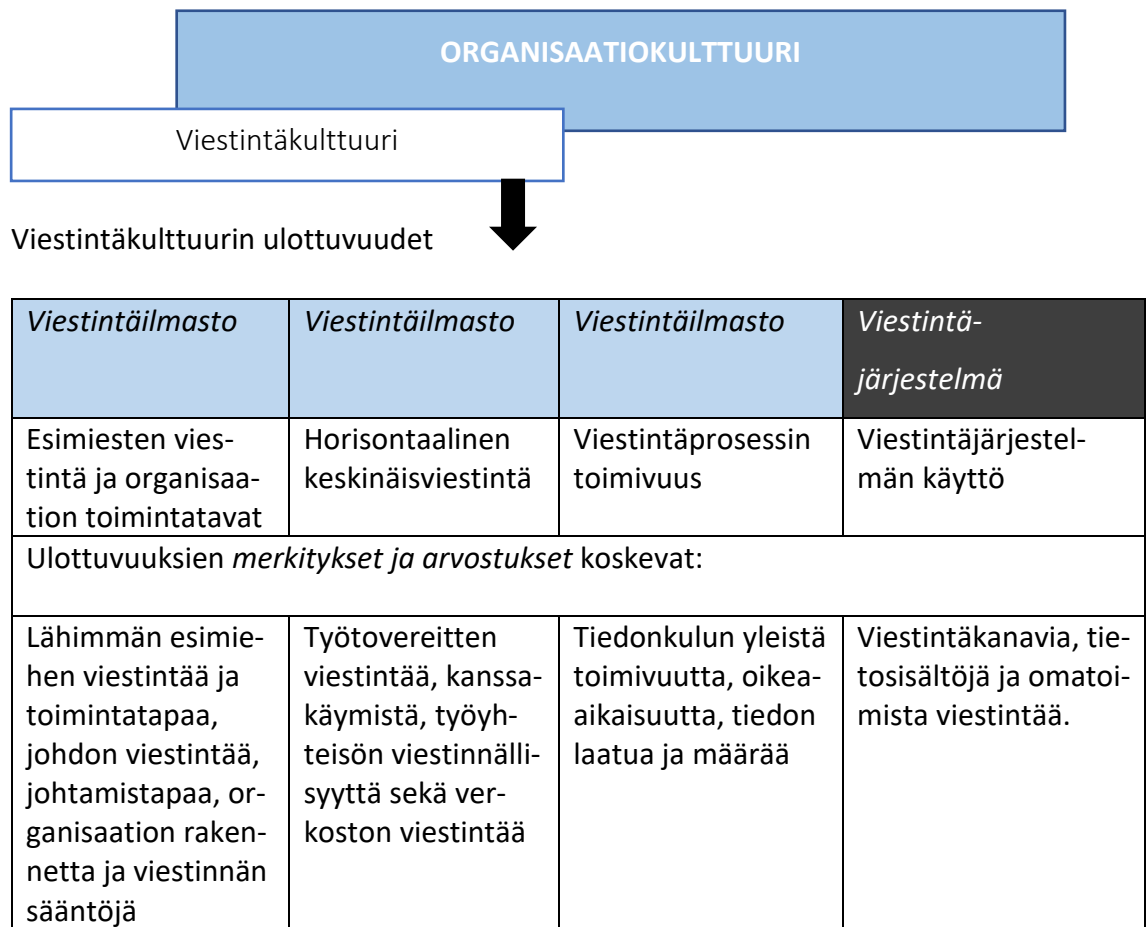 ORGANISAATIOKULTTUURI
Viestintäkulttuuri
Viestintäkulttuurin ulottuvuudet
Viestintäilmasto
Viestintäilmasto
Viestintäilmasto
Viestintä-
järjestelmä
Esimiesten vies-
tintä ja organisaa-
tion toimintatavat
Horisontaalinen
keskinäisviestintä
Viestintäprosessin
toimivuus
Viestintäjärjestel-
män käyttö
Ulottuvuuksien merkitykset ja arvostukset koskevat:
Lähimmän esimie-
hen viestintää ja
toimintatapaa,
johdon viestintää,
johtamistapaa, or-
ganisaation raken-
netta ja viestinnän
sääntöjä
Työtovereitten
viestintää, kanssa-
käymistä, työyh-
teisön viestinnälli-
syyttä sekä ver-
koston viestintää
Tiedonkulun yleistä
toimivuutta, oikea-
aikaisuutta, tiedon
laatua ja määrää
Viestintäkanavia, tie-
tosisältöjä ja omatoi-
mista viestintää.